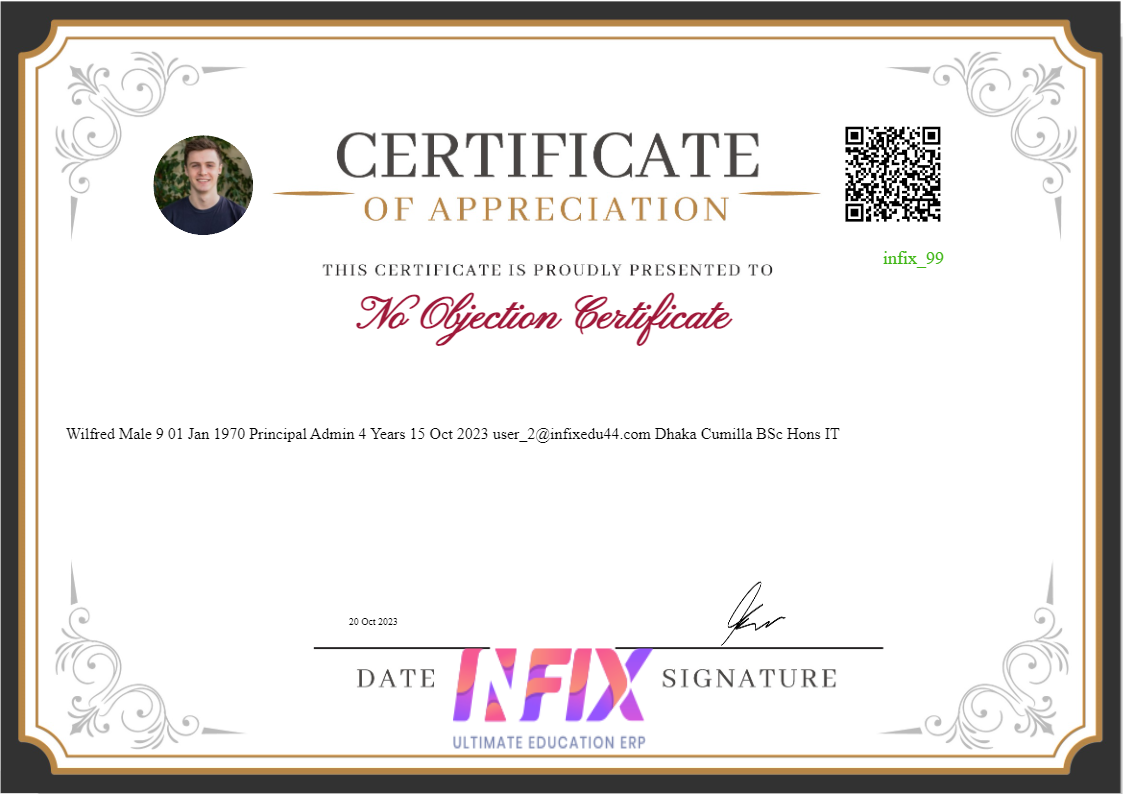 CERTIFICATE
OF APPRECIATION
infix_99
THIS CERTIFICATE IS PROUDLY PRESENTED TO
No Objection Certificate
Wilfred Male 9 01 Jan 1970 Principal Admin 4 Years 15 Oct 2023 user_2@infixedu44.com Dhaka Cumilla BSc Hons IT
20 Oct 2023
DATE
INFIX
SIGNATURE
ULTIMATE EDUCATION ERP